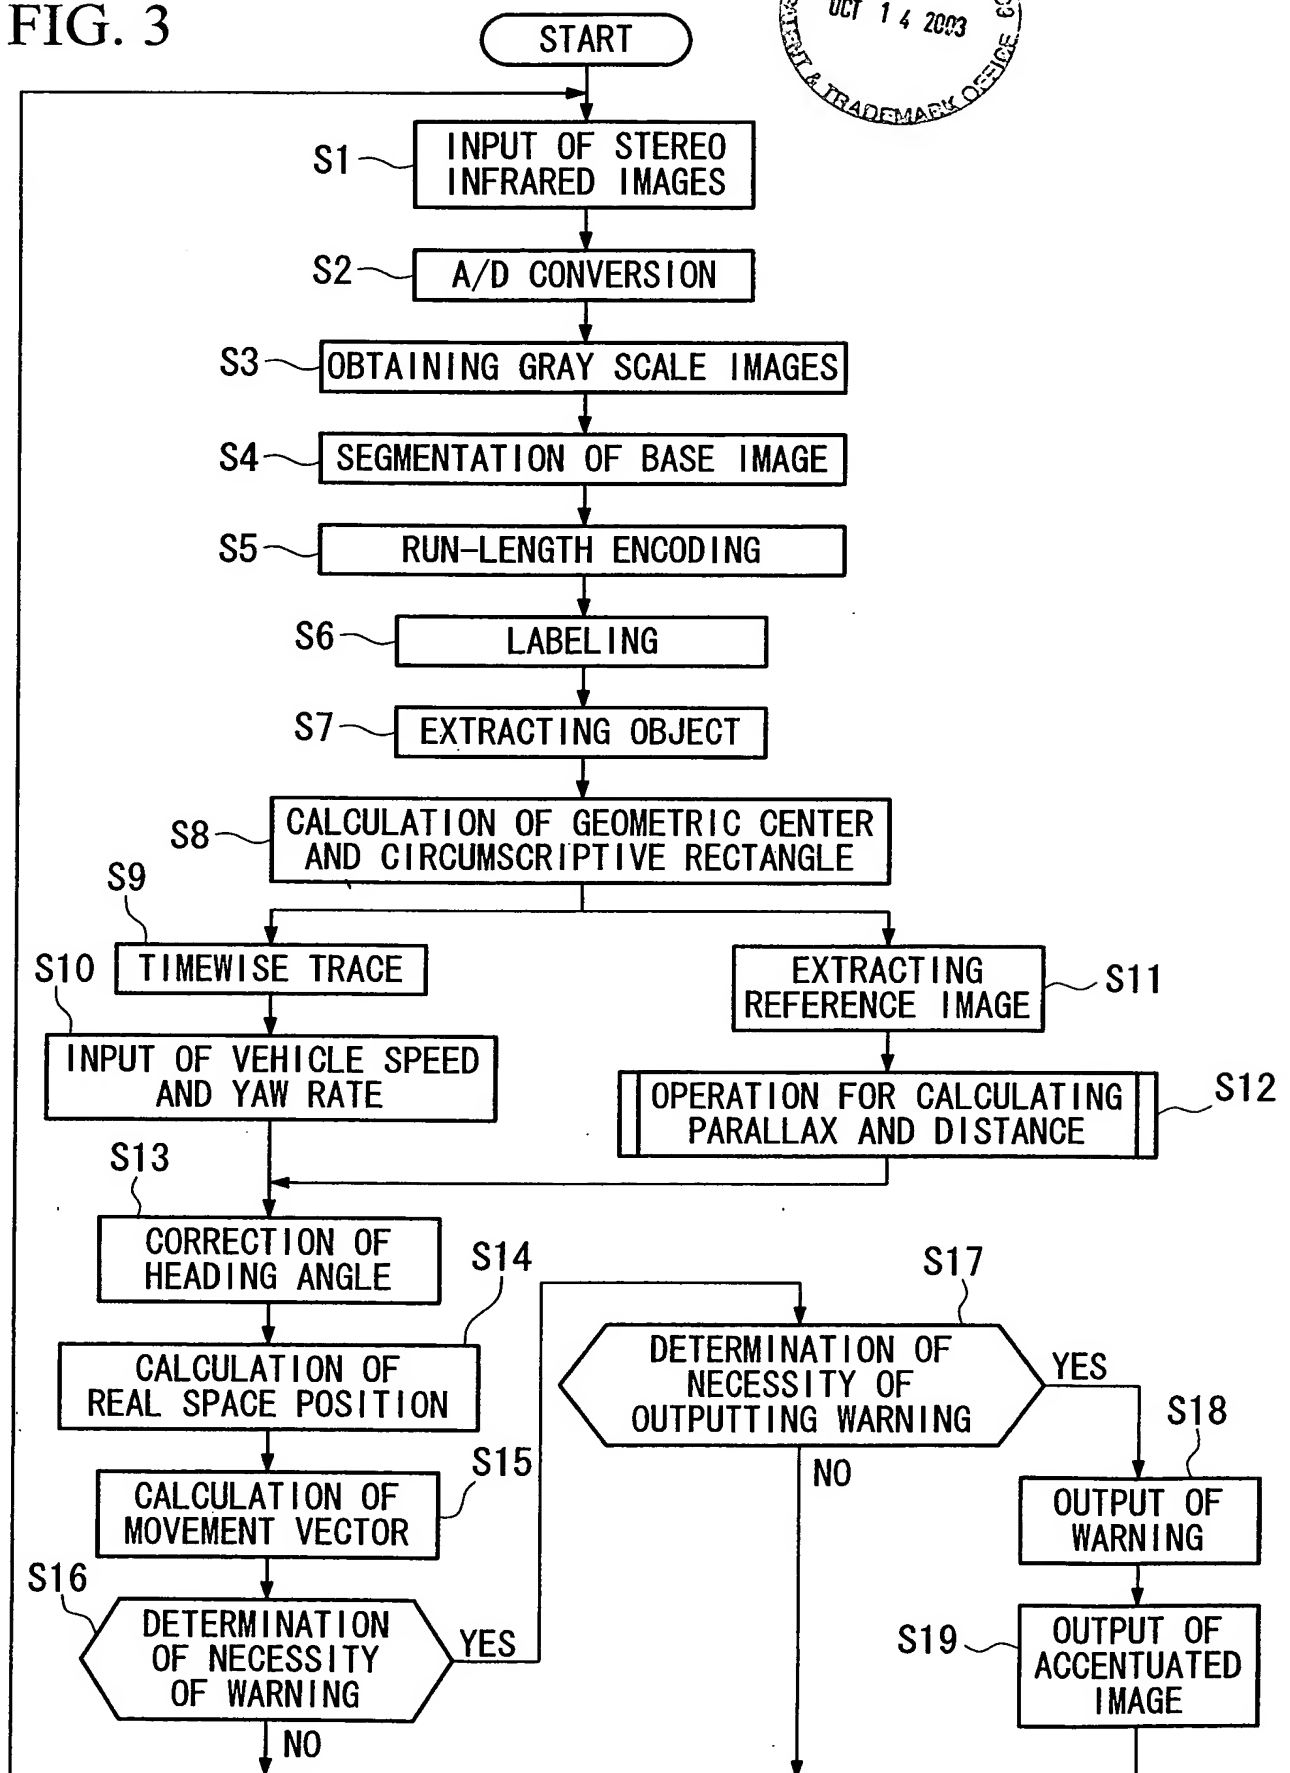 FIG. 3
OCT 14 2003
TRADEMARK OFFICE
START
S1
INPUT OF STEREO
INFRARED IMAGES
S2
A/D CONVERSION
S3
OBTAINING GRAY SCALE IMAGES
S4
SEGMENTATION OF BASE IMAGE
S5
RUN-LENGTH ENCODING
S6
LABELING
S7
EXTRACTING OBJECT
S8
CALCULATION OF GEOMETRIC CENTER
AND CIRCUMSCRIPTIVE RECTANGLE
S9
TIMEWISE TRACE
S10
INPUT OF VEHICLE SPEED
AND YAW RATE
S11
EXTRACTING
REFERENCE IMAGE
S12
OPERATION FOR CALCULATING
PARALLAX AND DISTANCE
S13
CORRECTION OF
HEADING ANGLE
S14
CALCULATION OF
REAL SPACE POSITION
S15
CALCULATION OF
MOVEMENT VECTOR
S16
DETERMINATION
OF NECESSITY
OF WARNING
YES
NO
S17
DETERMINATION OF
NECESSITY OF
OUTPUTTING WARNING
YES
NO
S18
OUTPUT OF
WARNING
S19
OUTPUT OF
ACCENTUATED
IMAGE